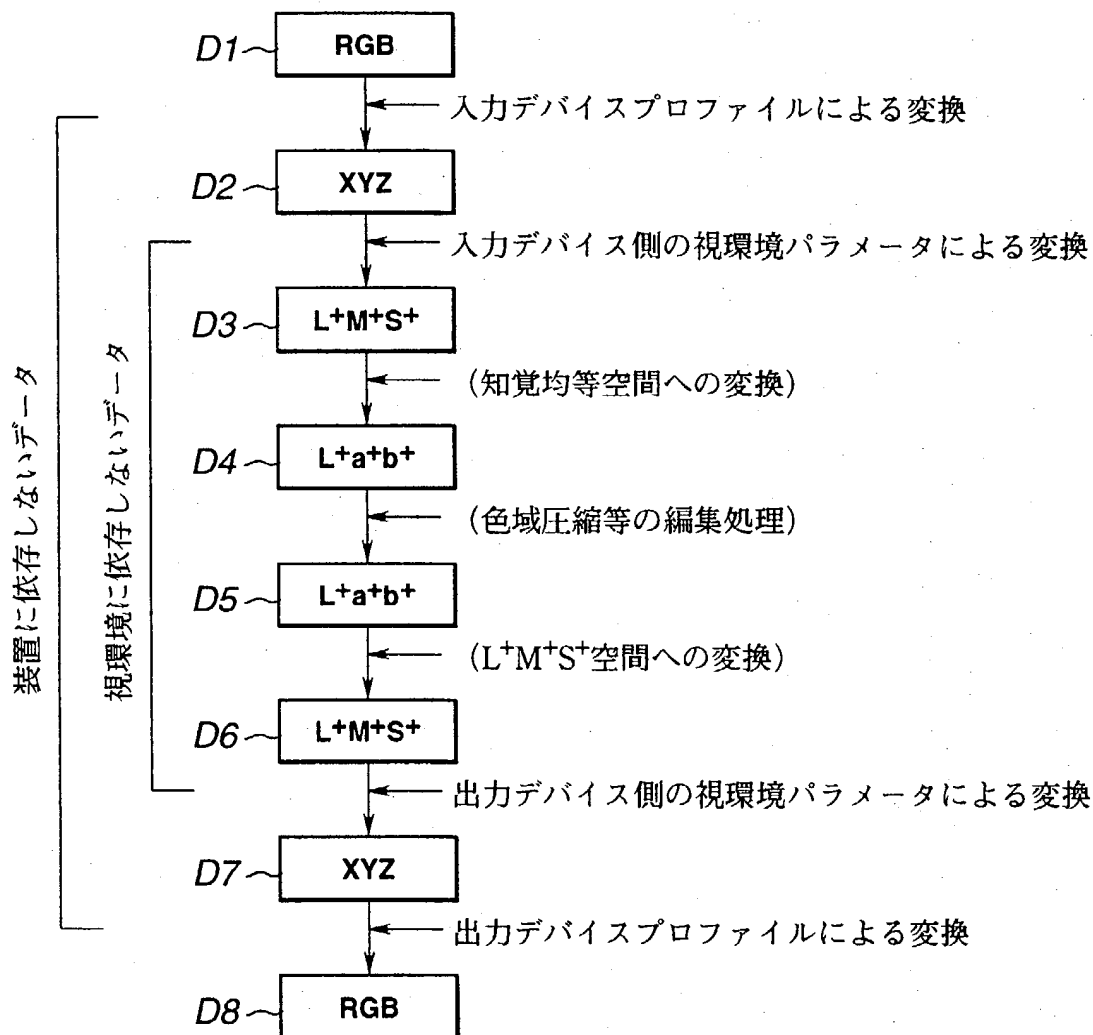 D1 RGB
入力デバイスプロファイルによる変換
D2 XYZ
入力デバイス側の視環境パラメータによる変換
D3 L⁺M⁺S⁺
(知覚均等空間への変換)
D4 L⁺a⁺b⁺
(色域圧縮等の編集処理)
D5 L⁺a⁺b⁺
(L⁺M⁺S⁺空間への変換)
D6 L⁺M⁺S⁺
出力デバイス側の視環境パラメータによる変換
D7 XYZ
出力デバイスプロファイルによる変換
D8 RGB
装置に依存しないデータ
視環境に依存しないデータ